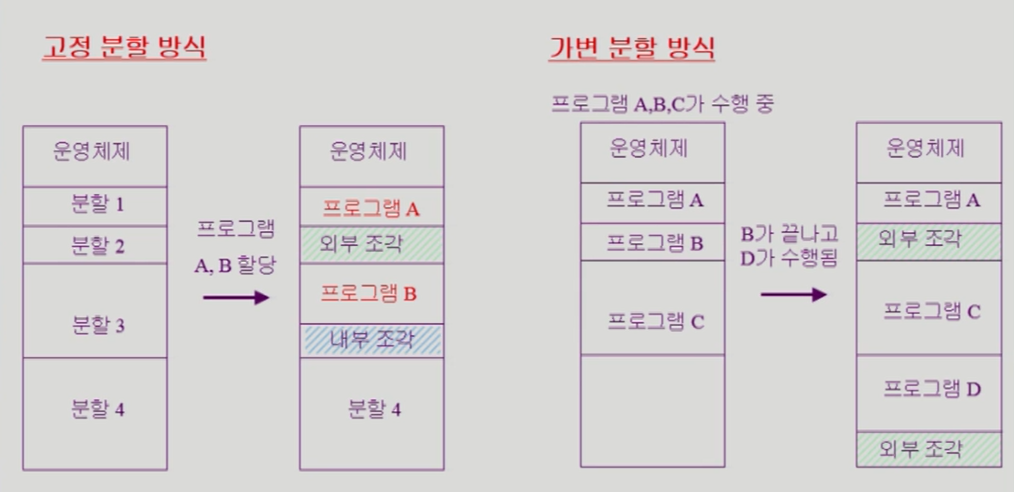 고정 분할 방식
운영체제
분할 1
분할 2
분할 3
분할 4
프로그램
A, B 할당
운영체제
프로그램 A
외부 조각
프로그램 B
내부 조각
분할 4
가변 분할 방식
프로그램 A,B,C가 수행 중
운영체제
프로그램 A
프로그램 B
프로그램 C
B가 끝나고
D가 수행됨
운영체제
프로그램 A
외부 조각
프로그램 C
프로그램 D
외부 조각